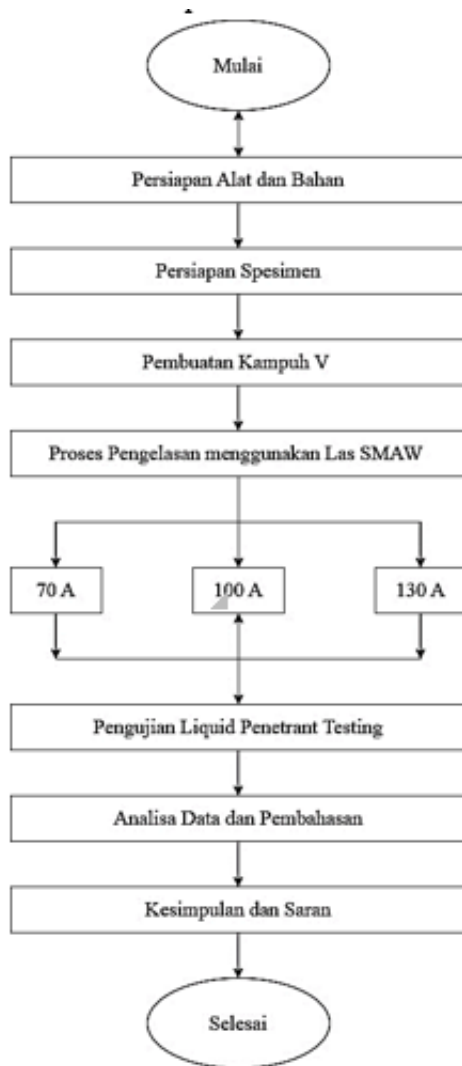 Mulai
Persiapan Alat dan Bahan
Persiapan Spesimen
Pembuatan Kampuh V
Proses Pengelasan menggunakan Las SMAW
70 A
100 A
130 A
Pengujian Liquid Penetrant Testing
Analisa Data dan Pembahasan
Kesimpulan dan Saran
Selesai